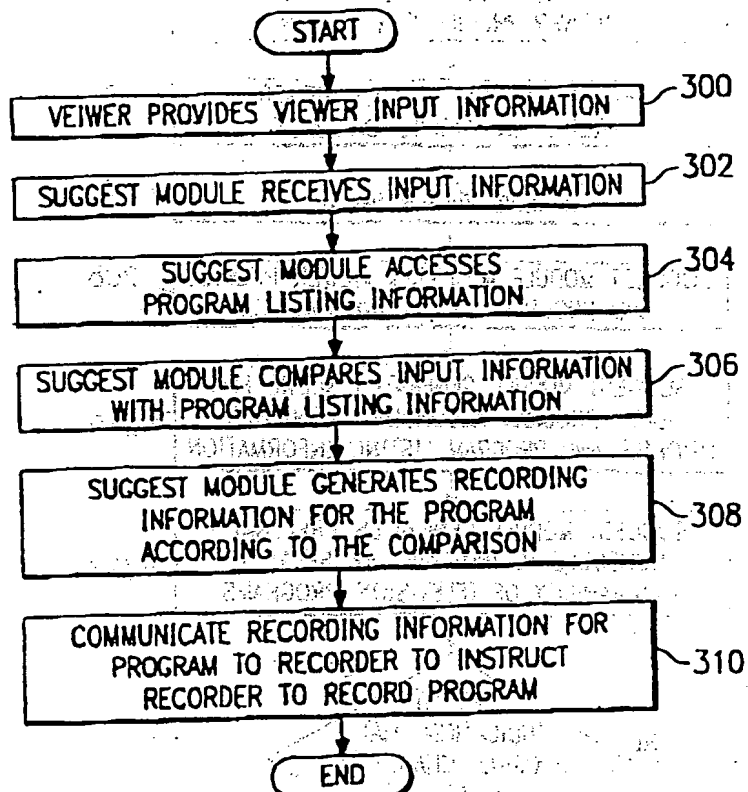 START
VEIWER PROVIDES VIEWER INPUT INFORMATION
300
SUGGEST MODULE RECEIVES INPUT INFORMATION
302
SUGGEST MODULE ACCESSES
PROGRAM LISTING INFORMATION
304
SUGGEST MODULE COMPARES INPUT INFORMATION
WITH PROGRAM LISTING INFORMATION
306
SUGGEST MODULE GENERATES RECORDING
INFORMATION FOR THE PROGRAM
ACCORDING TO THE COMPARISON
308
COMMUNICATE RECORDING INFORMATION FOR
PROGRAM TO RECORDER TO INSTRUCT
RECORDER TO RECORD PROGRAM
310
END